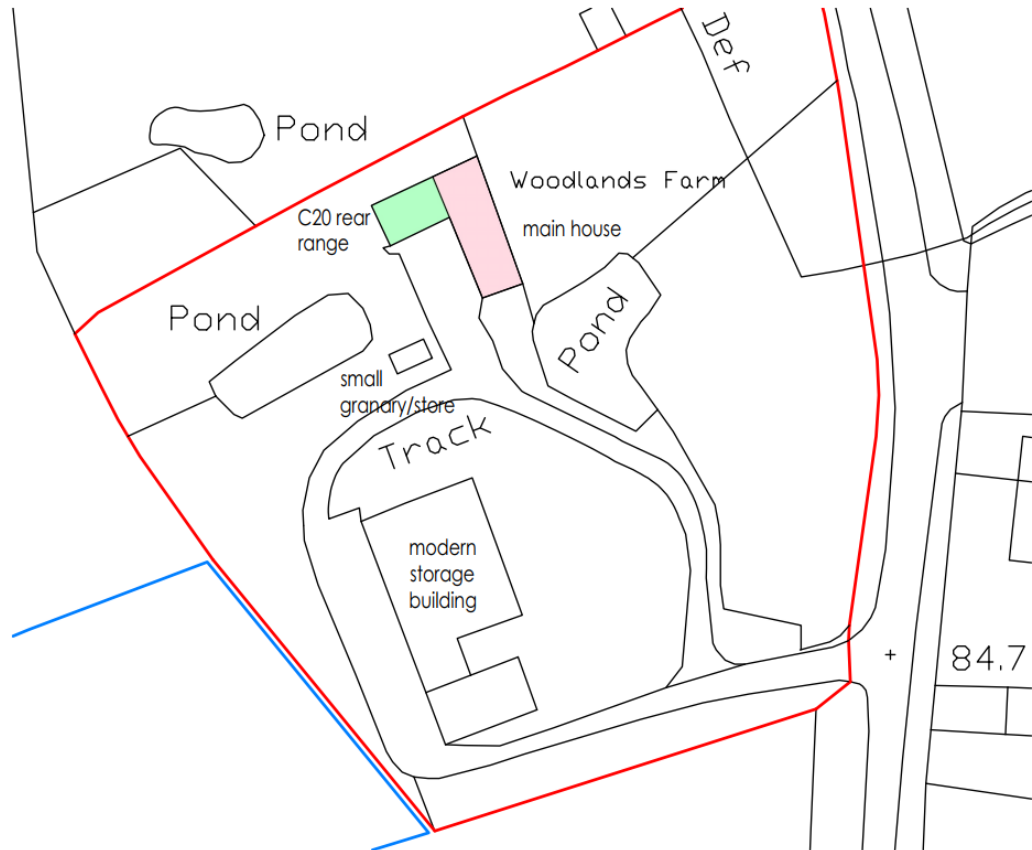 Def
Pond
Woodlands Farm
C20 rear
range
main house
Pond
Pond
small
granary/store
Track
modern
storage
building
84.7